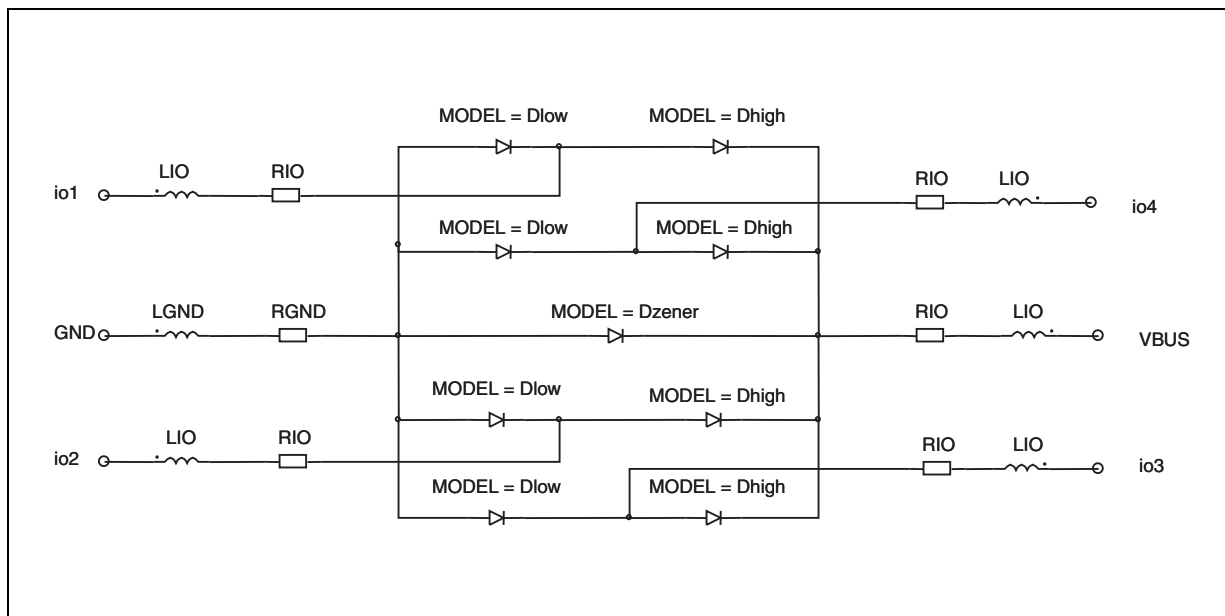 MODEL = Dlow MODEL = Dhigh
LIO RIO
io1
RIO LIO
io4
MODEL = Dlow MODEL = Dhigh
LGND RGND MODEL = Dzener RIO LIO
GND
VBUS
MODEL = Dlow MODEL = Dhigh
LIO RIO
io2
RIO LIO
io3
MODEL = Dlow MODEL = Dhigh